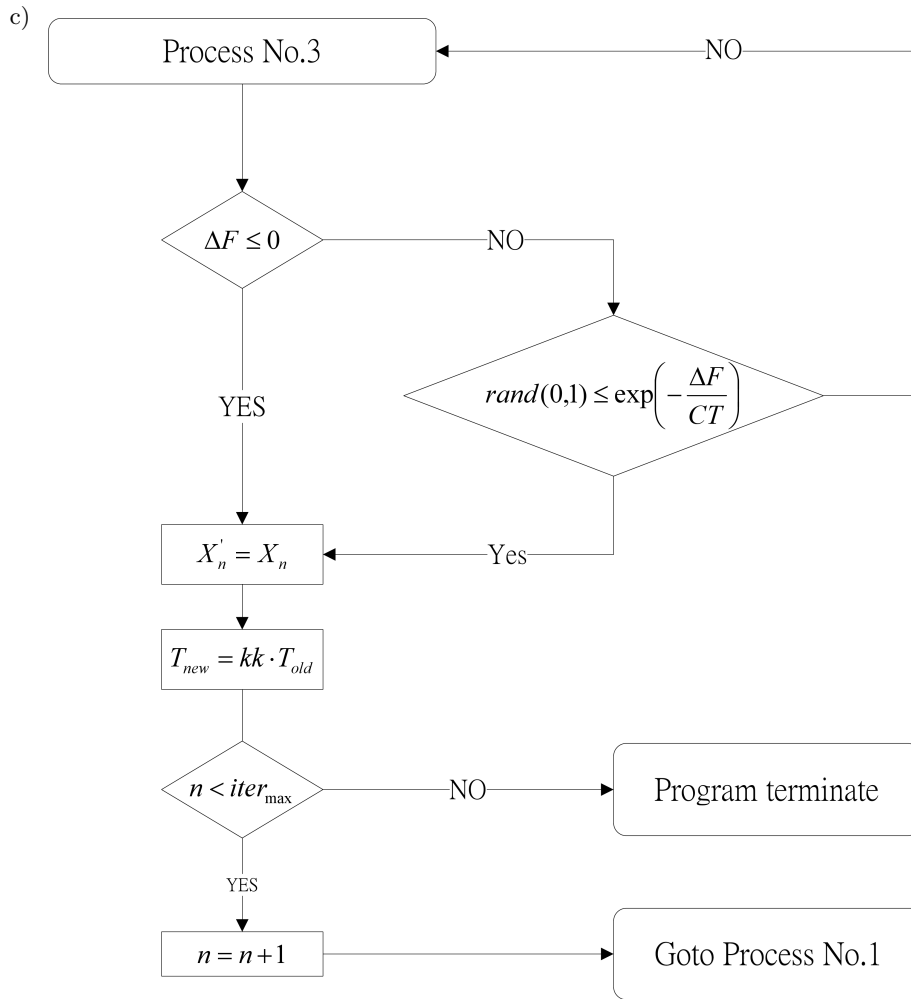 c)
Process No.3
NO
ΔF ≤ 0
NO
rand(0,1) ≤ exp(−ΔF/CT)
YES
X'ₙ = Xₙ
Yes
T_new = kk · T_old
n < iter_max
NO
Program terminate
YES
n = n+1
Goto Process No.1